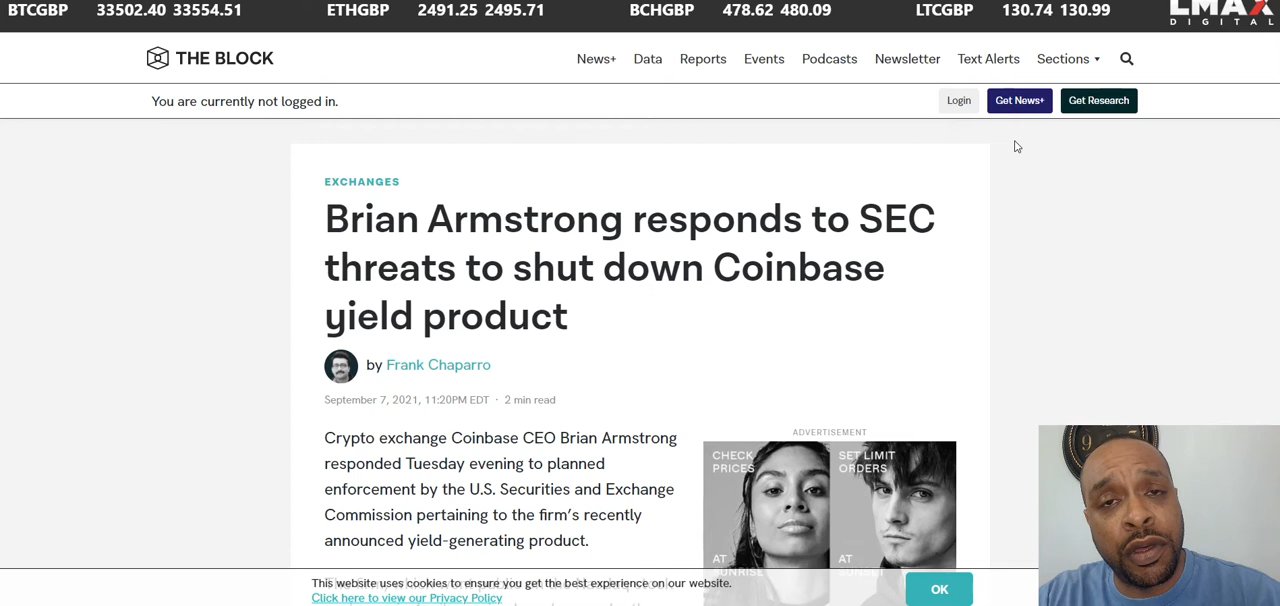 BTCGBP 33502.40 33554.51 ETHGBP 2491.25 2495.71 BCHGBP 478.62 480.09 LTCGBP 130.74 130.99 LMAX
DIGITAL
THE BLOCK News+ Data Reports Events Podcasts Newsletter Text Alerts Sections
You are currently not logged in. Login Get News+ Get Research
EXCHANGES
Brian Armstrong responds to SEC
threats to shut down Coinbase
yield product
by Frank Chaparro
September 7, 2021, 11:20PM EDT · 2 min read
Crypto exchange Coinbase CEO Brian Armstrong
responded Tuesday evening to planned
enforcement by the U.S. Securities and Exchange
Commission pertaining to the firm's recently
announced yield-generating product.
ADVERTISEMENT
CHECK
PRICES
SET LIMIT
ORDERS
AT
SUNRISE
AT
SUNSET
This website uses cookies to ensure you get the best experience on our website.
Click here to view our Privacy Policy
OK